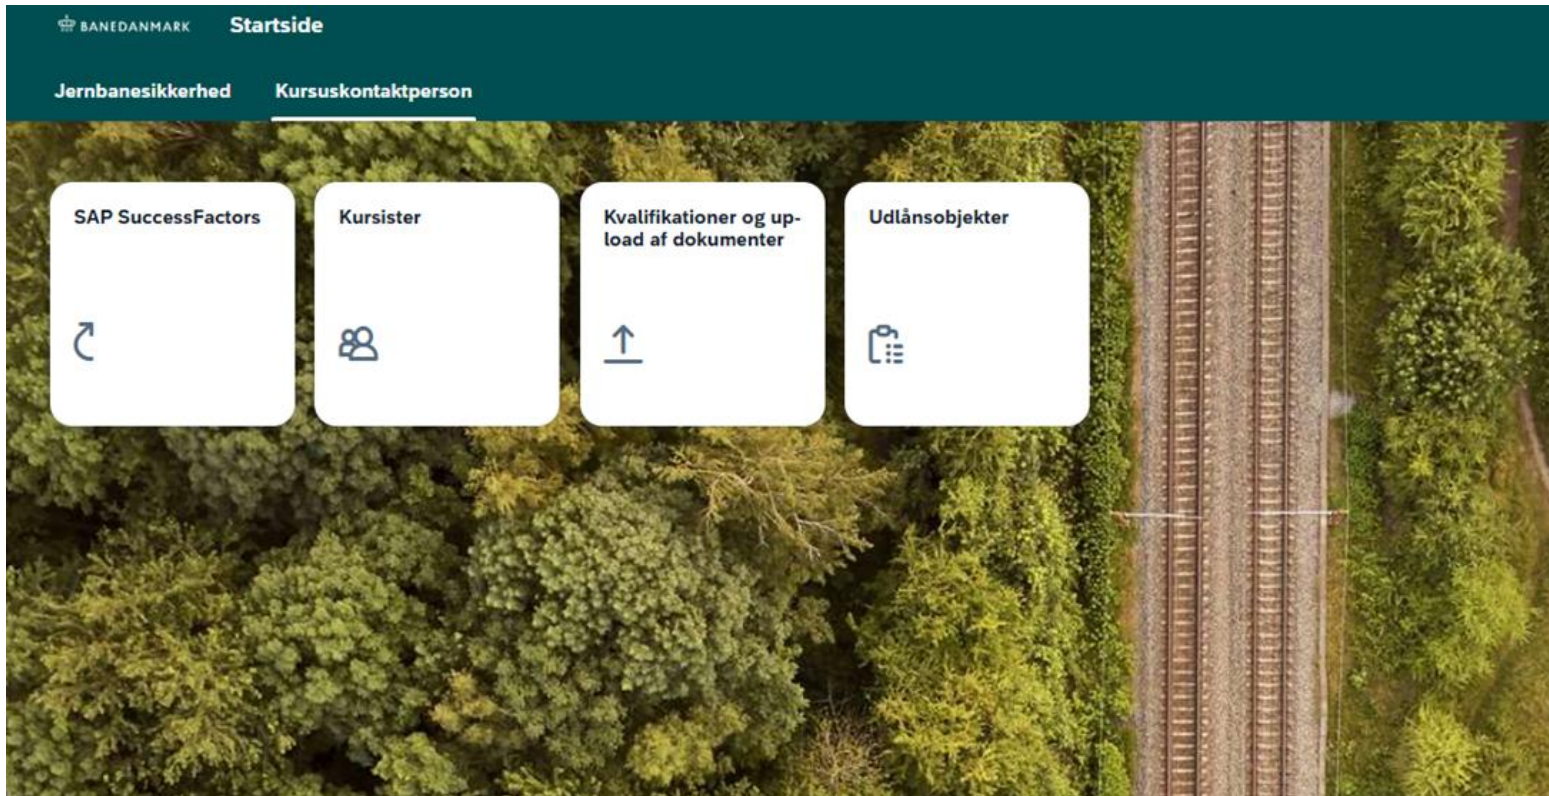 BANEDANMARK Startside
Jernbanesikkerhed Kursuskontaktperson
SAP SuccessFactors
Kursister
Kvalifikationer og up-
load af dokumenter
Udlånsobjekter